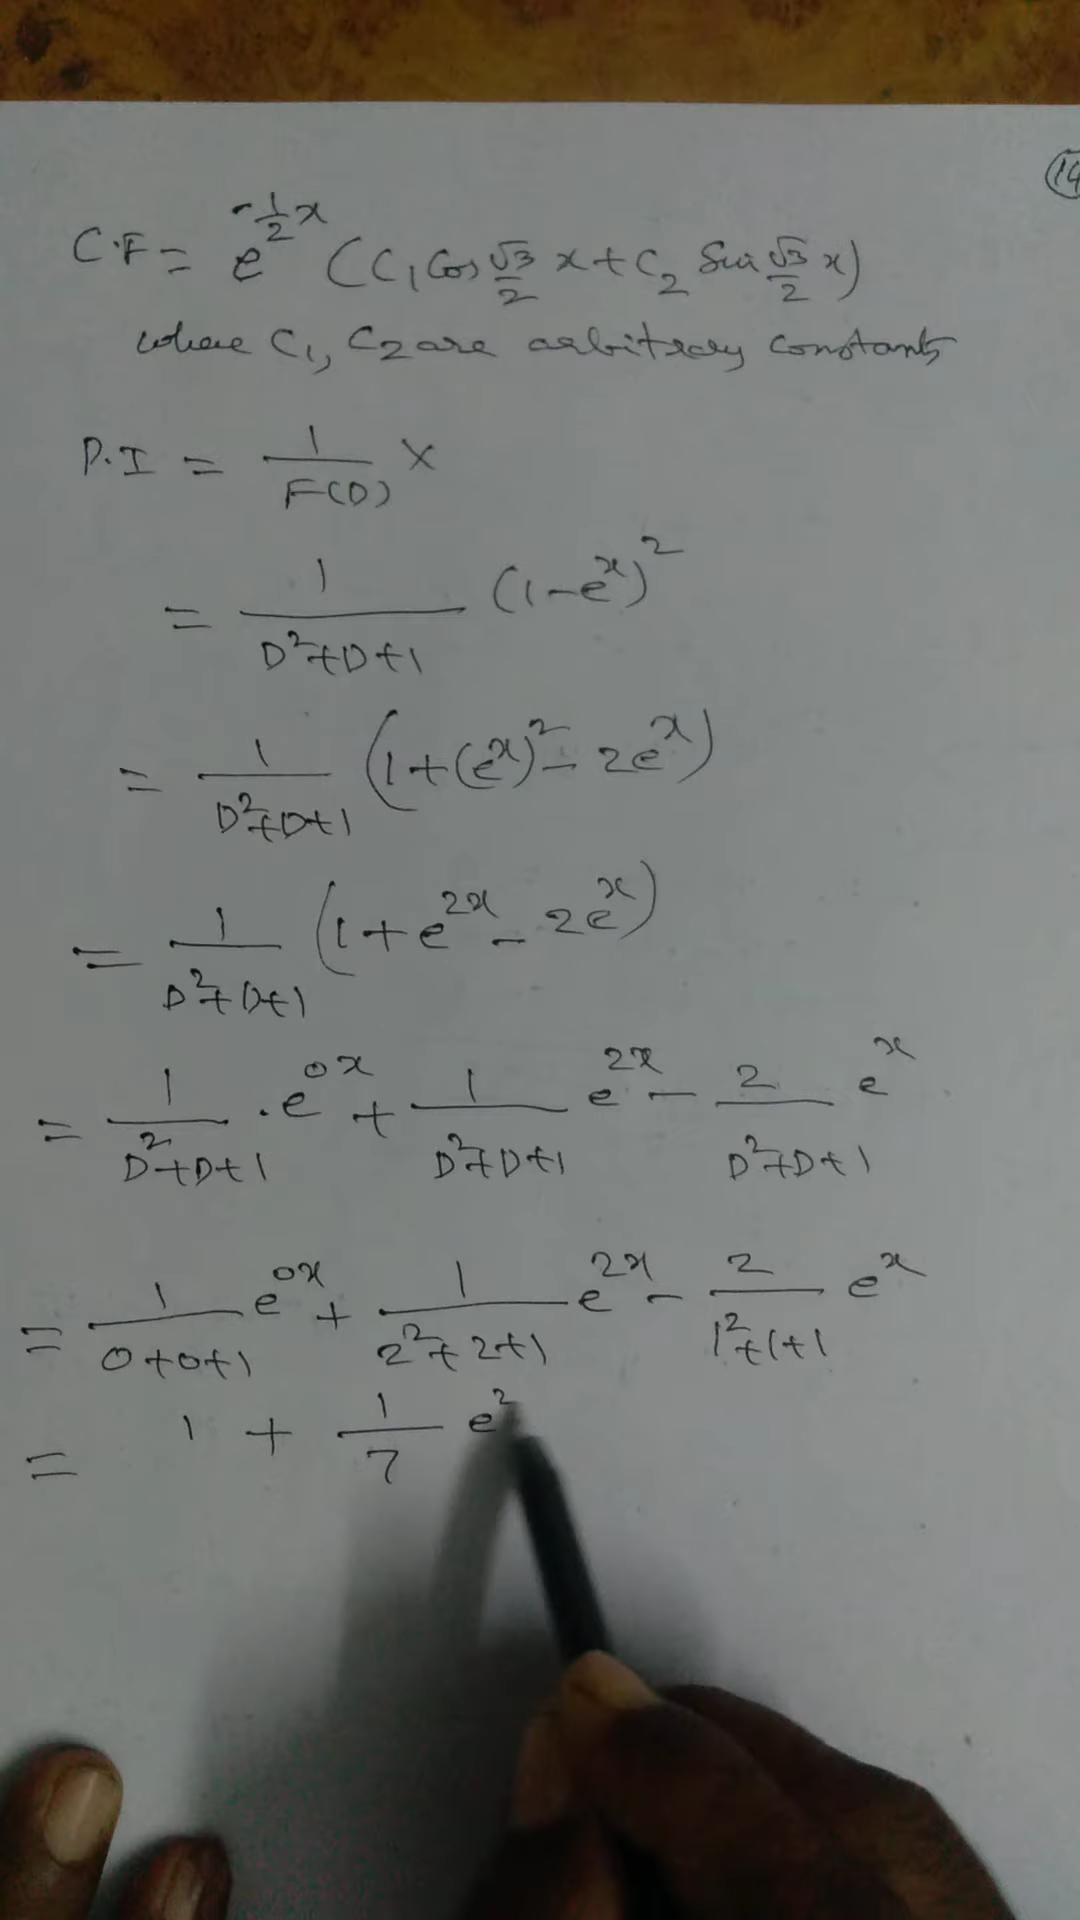 14
C.F = e^{-1/2 x} (C₁ Cos √3/2 x + C₂ Sin √3/2 x)
where C₁, C₂ are arbitrary constants
P.I = 1/F(D) X
= 1/(D²+D+1) (1-e^x)²
= 1/(D²+D+1) (1+(e^x)² - 2e^x)
= 1/(D²+D+1) (1+e^{2x} - 2e^x)
= 1/(D²+D+1) . e^{0x} + 1/(D²+D+1) e^{2x} - 2/(D²+D+1) e^x
= 1/(0+0+1) e^{0x} + 1/(2²+2+1) e^{2x} - 2/(1²+1+1) e^x
= 1 + 1/7 e²